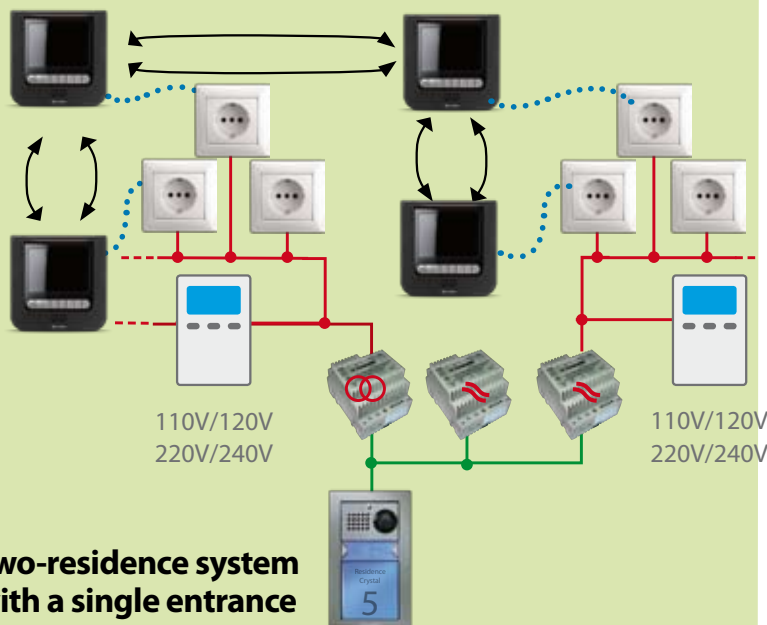 110V/120V
220V/240V
110V/120V
220V/240V
Residence
Crystal
5
wo-residence system
ith a single entrance